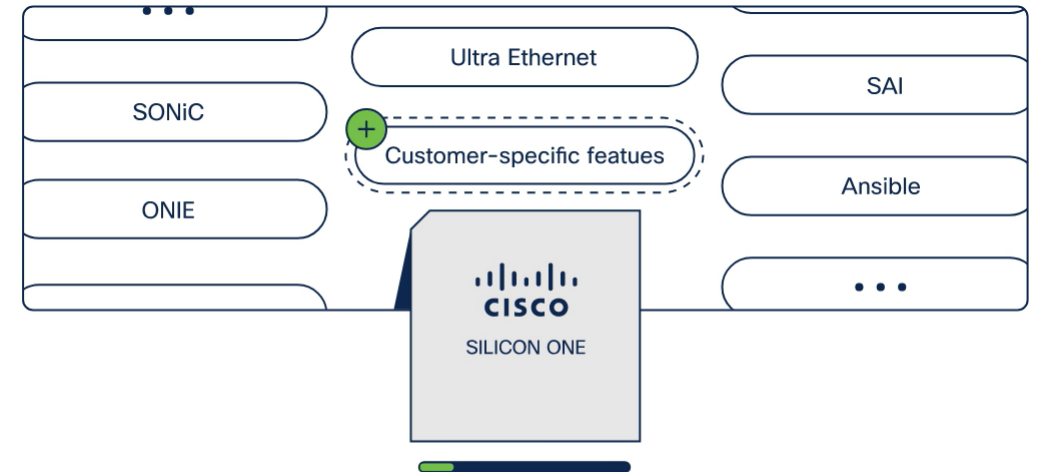 •••
Ultra Ethernet
SAI
SONiC
+
Customer-specific featues
Ansible
ONIE
•••
CISCO
SILICON ONE